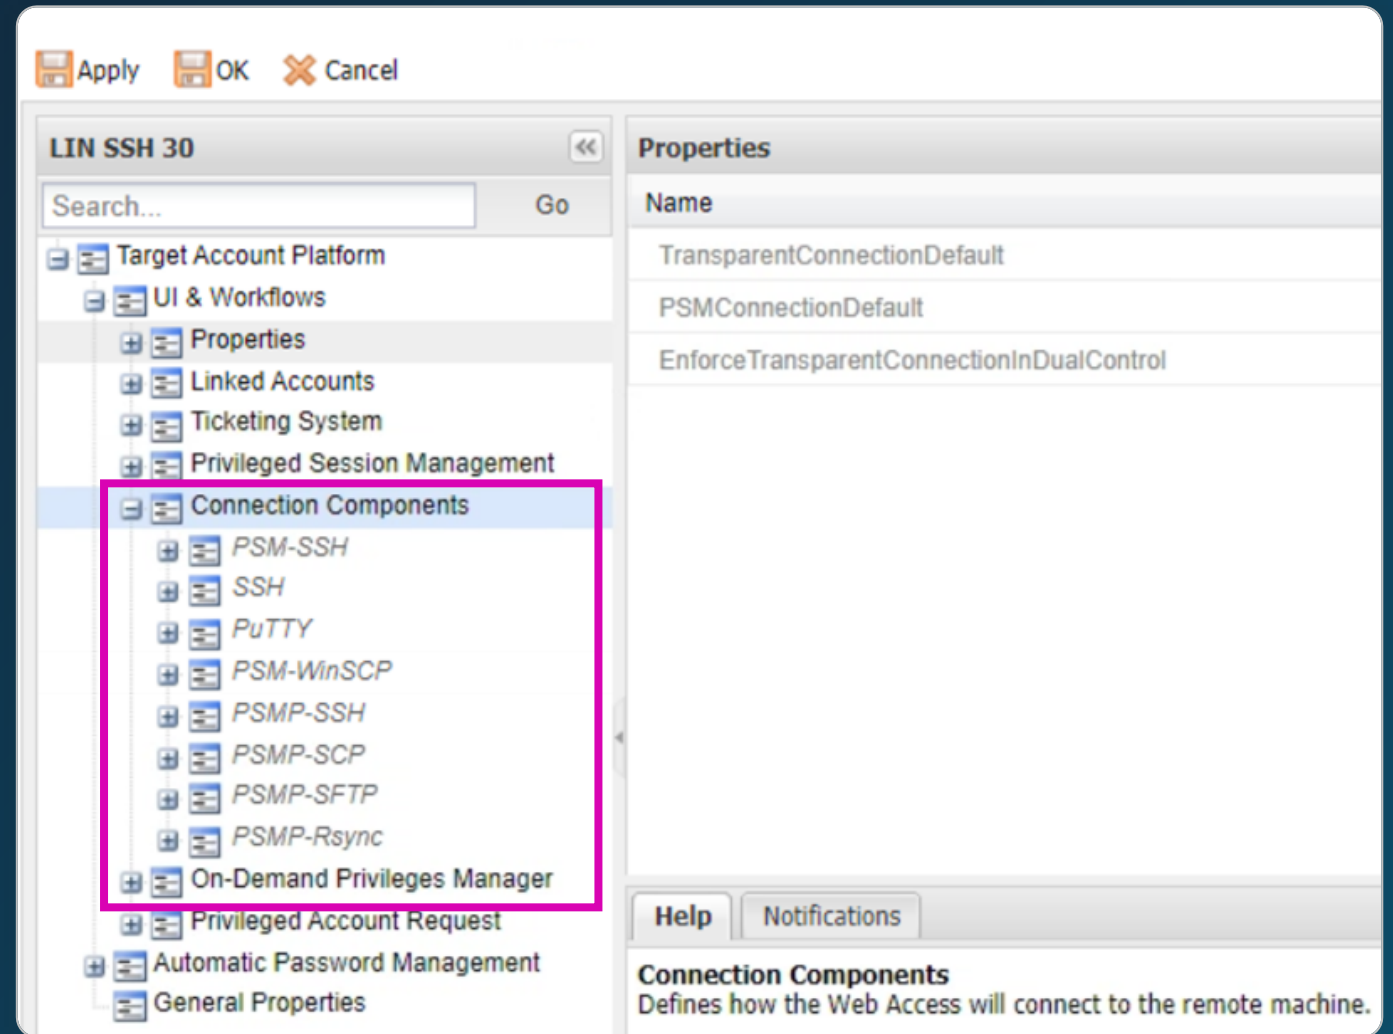 Apply OK Cancel
LIN SSH 30
Search... Go
Target Account Platform
UI & Workflows
Properties
Linked Accounts
Ticketing System
Privileged Session Management
Connection Components
PSM-SSH
SSH
PuTTY
PSM-WinSCP
PSMP-SSH
PSMP-SCP
PSMP-SFTP
PSMP-Rsync
On-Demand Privileges Manager
Privileged Account Request
Automatic Password Management
General Properties
Properties
Name
TransparentConnectionDefault
PSMConnectionDefault
EnforceTransparentConnectionInDualControl
Help Notifications
Connection Components
Defines how the Web Access will connect to the remote machine.